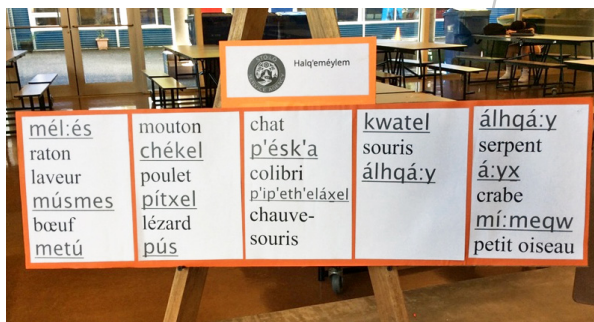 Halq'eméylem
mél:és
raton
laveur
músmes
bœuf
metú
mouton
chékel
poulet
pítxel
lézard
pús
chat
p'ésk'a
colibri
p'ip'eth'eláxel
chauve-
souris
kwatel
souris
álhqá:y
álhqá:y
serpent
á:yx
crabe
mí:meqw
petit oiseau